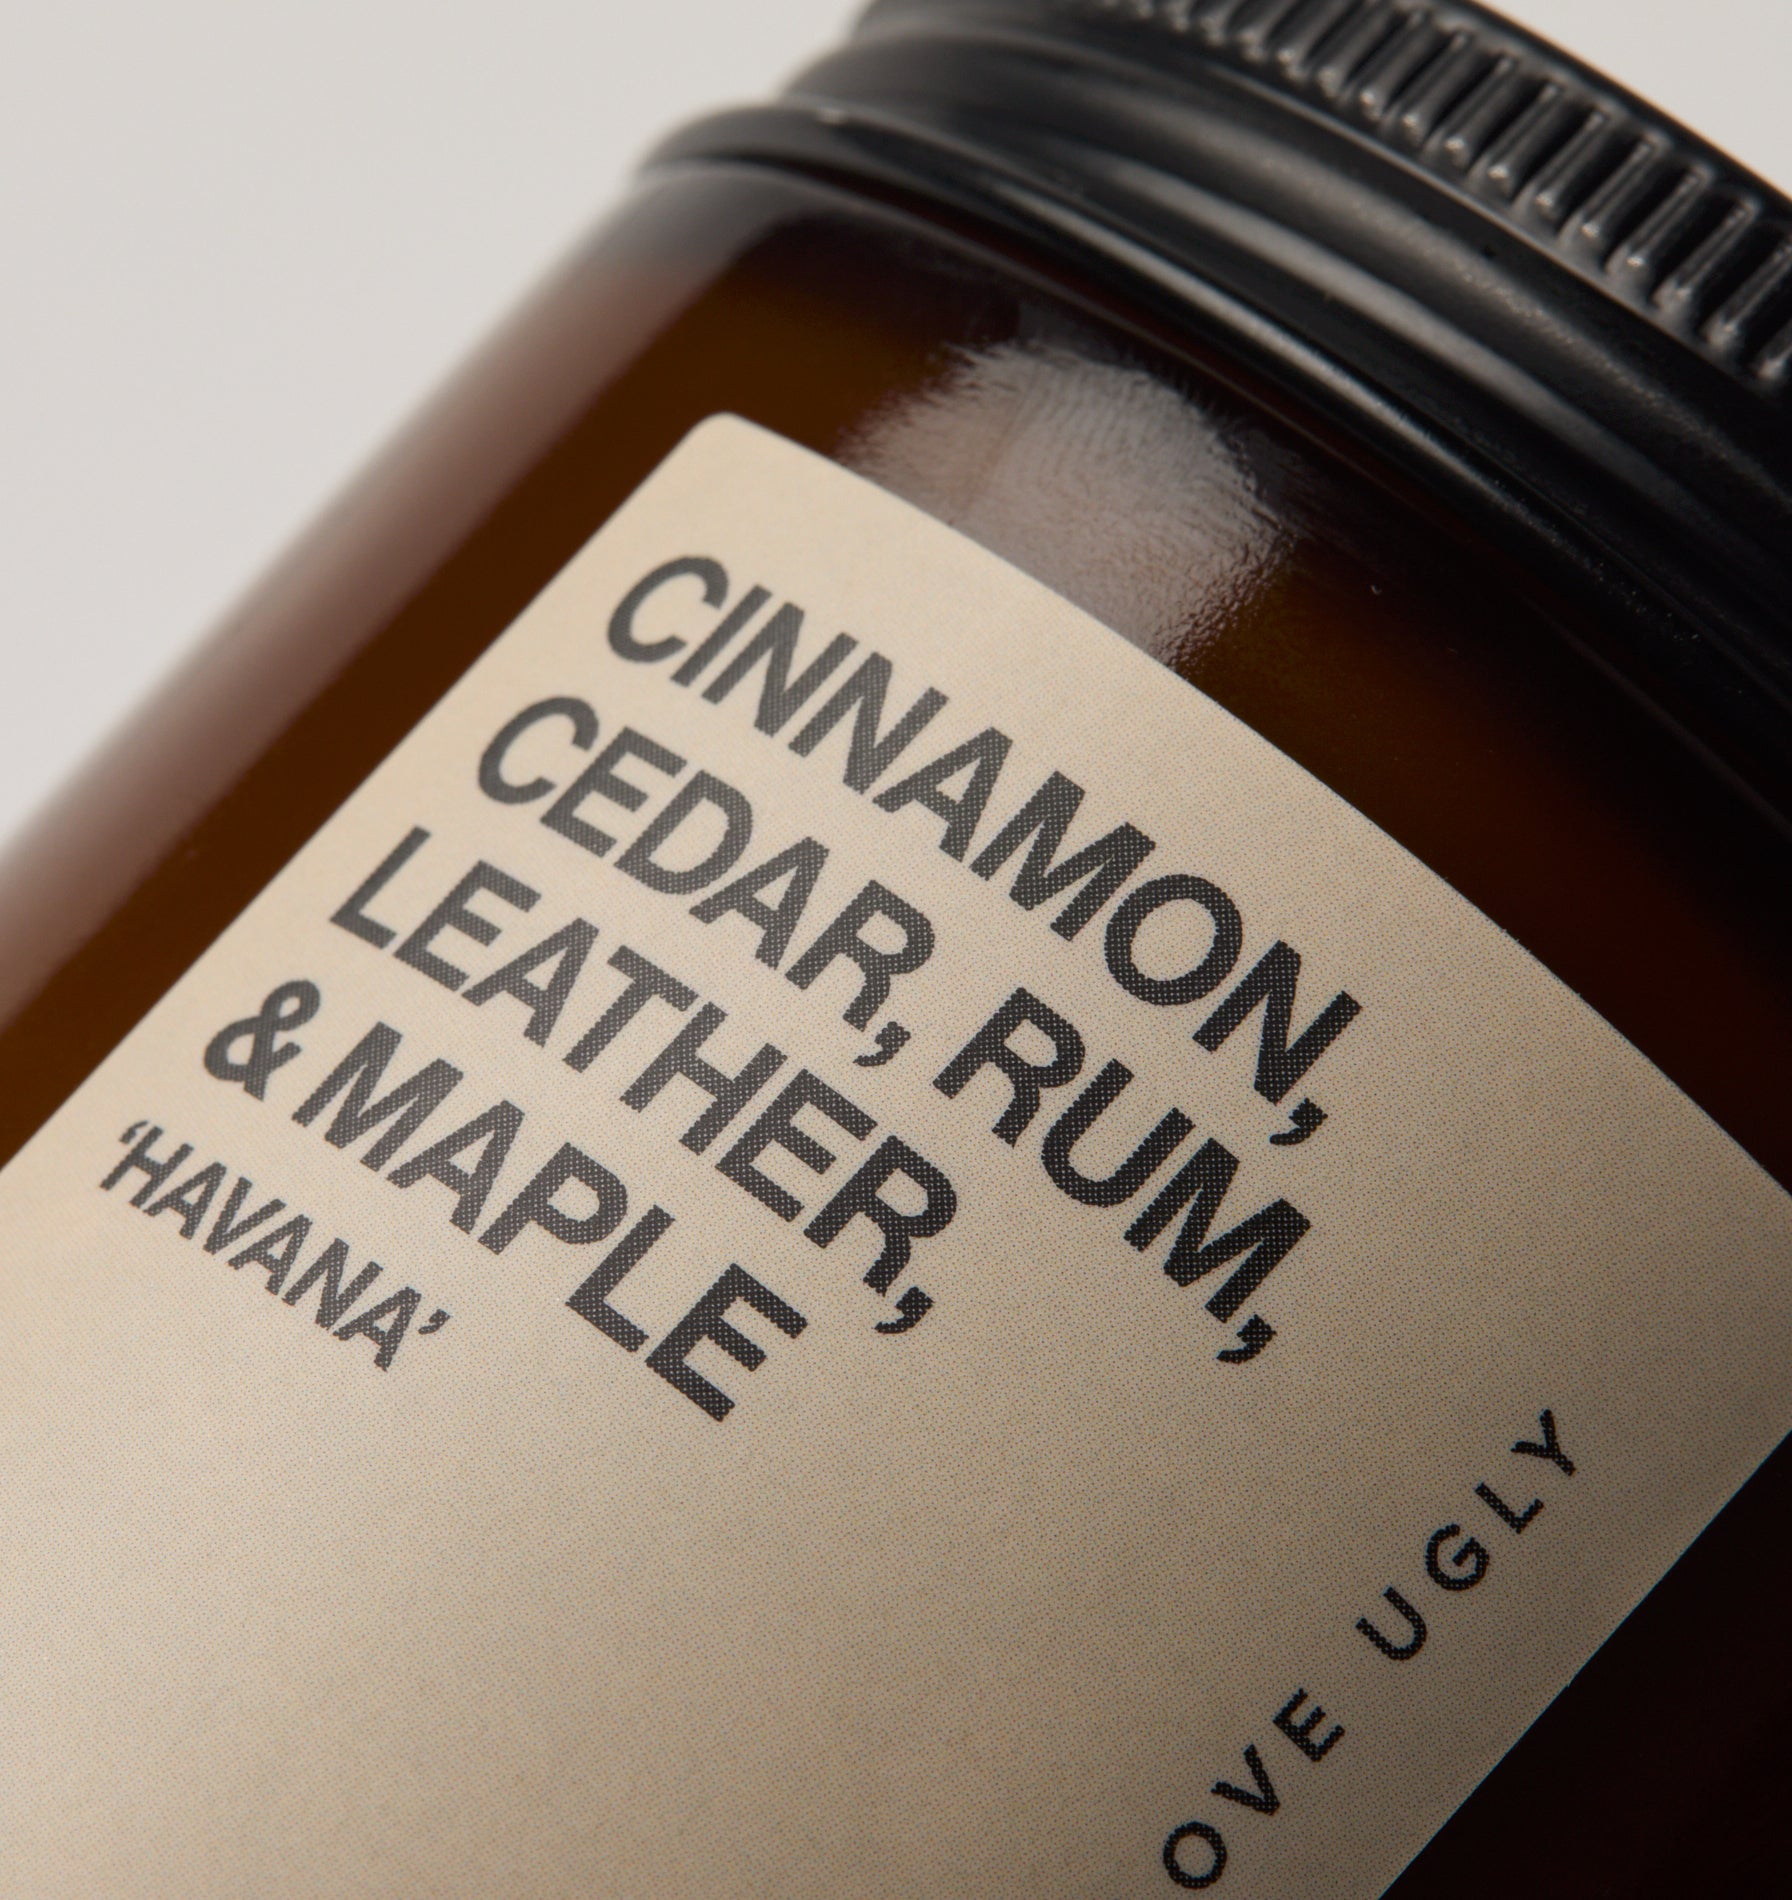 CINNAMON,
CEDAR, RUM,
LEATHER,
& MAPLE
‘HAVANA’
OVE UGLY